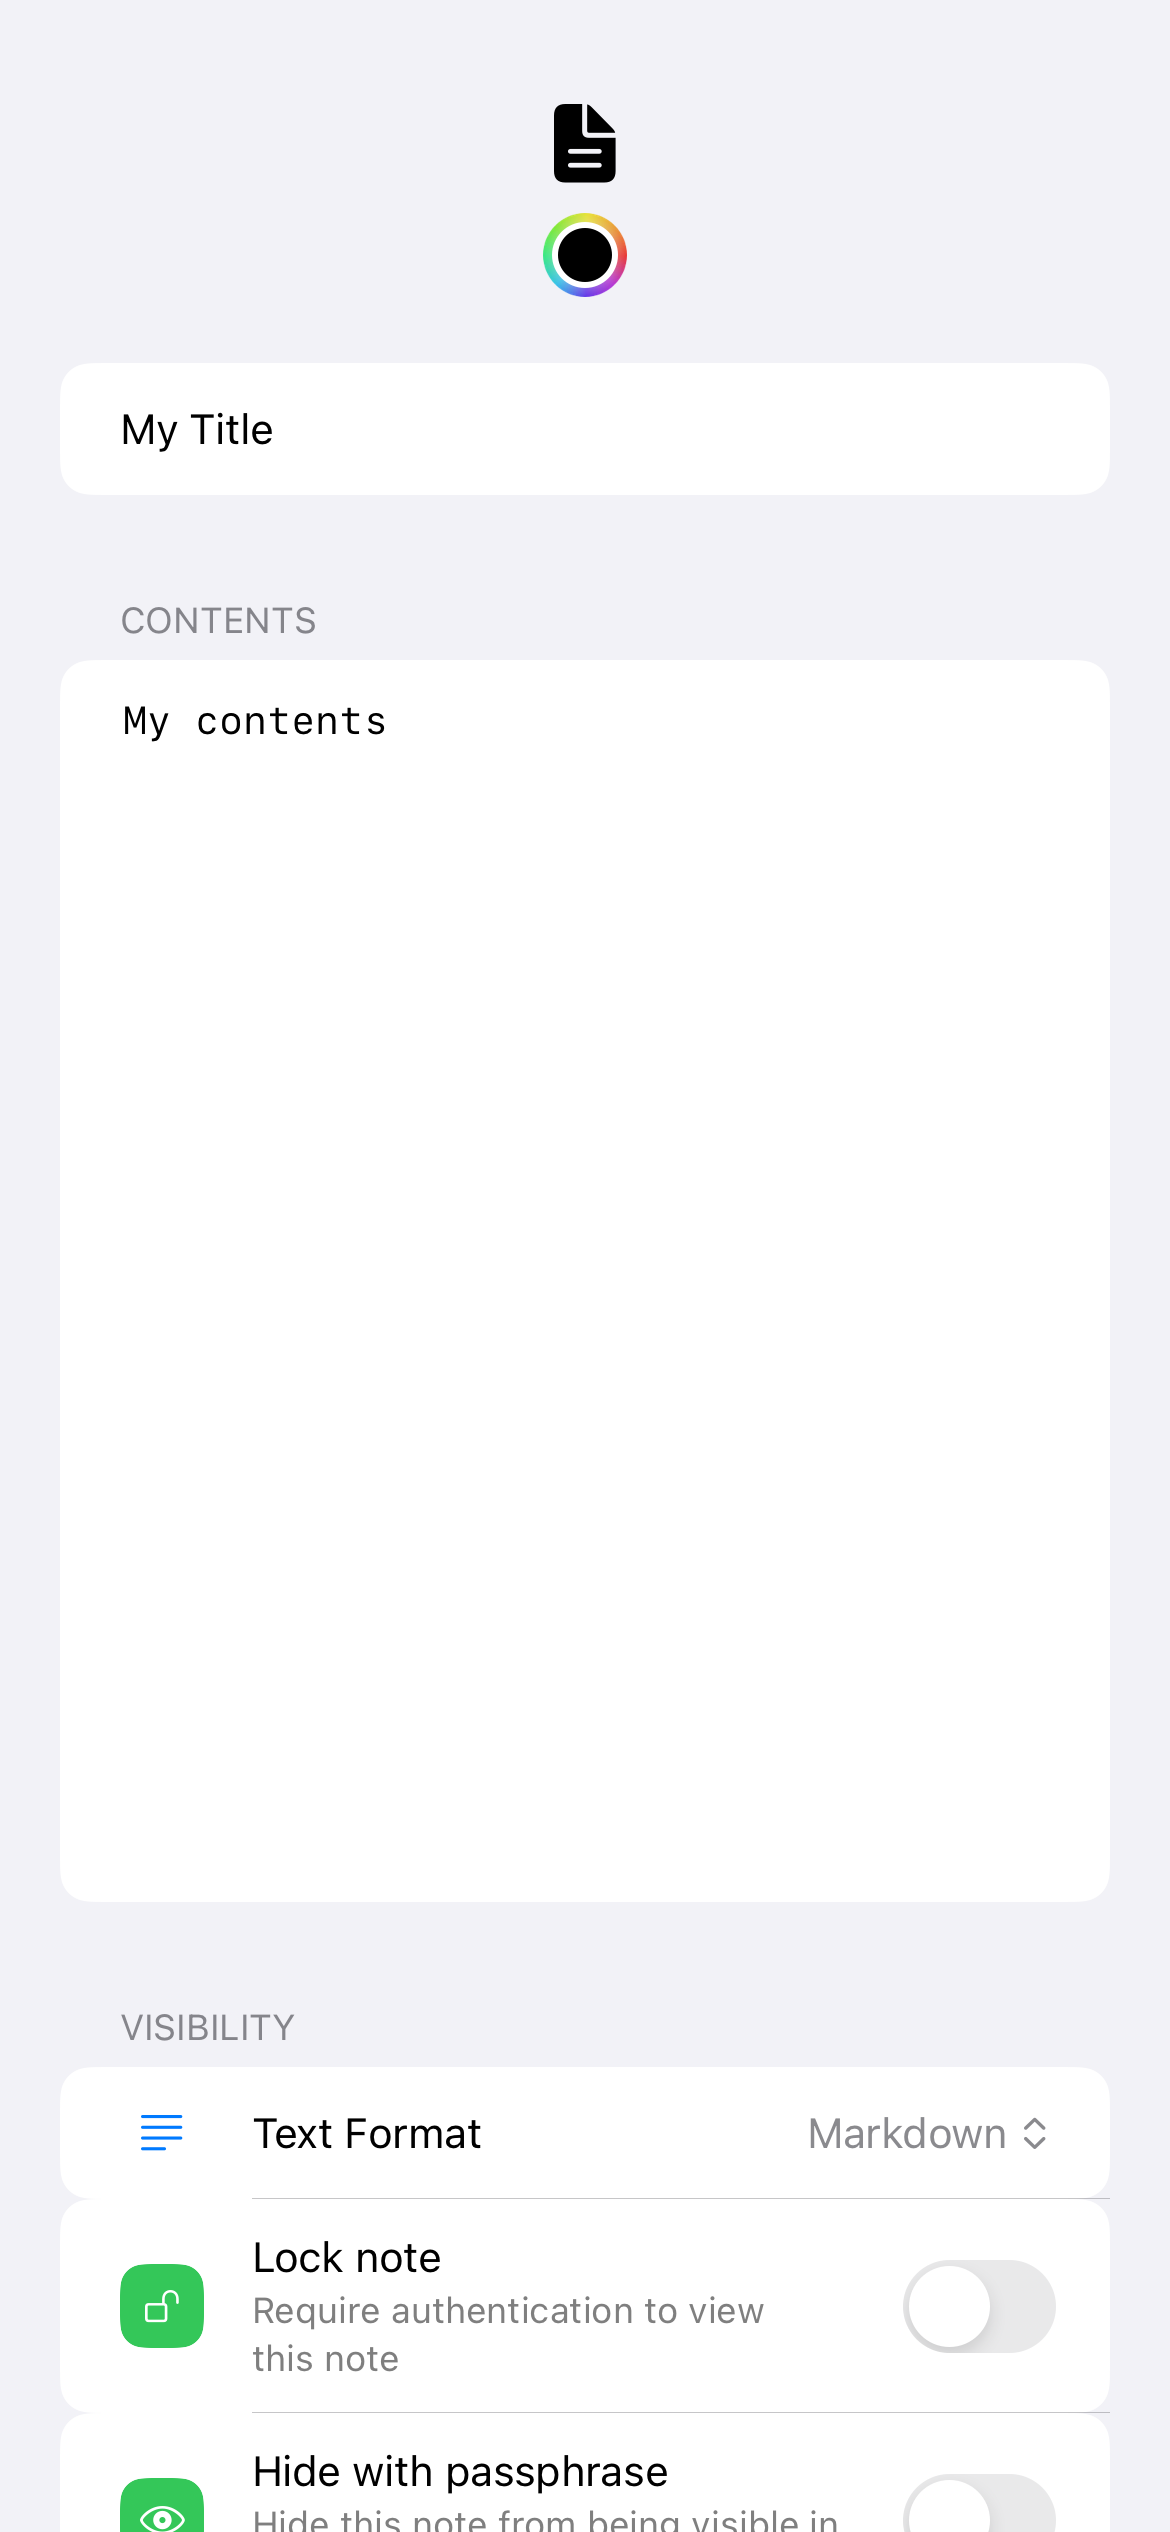 My Title
CONTENTS
My contents
VISIBILITY
Text Format
Markdown
Lock note
Require authentication to view
this note
Hide with passphrase
Hide this note from being visible in